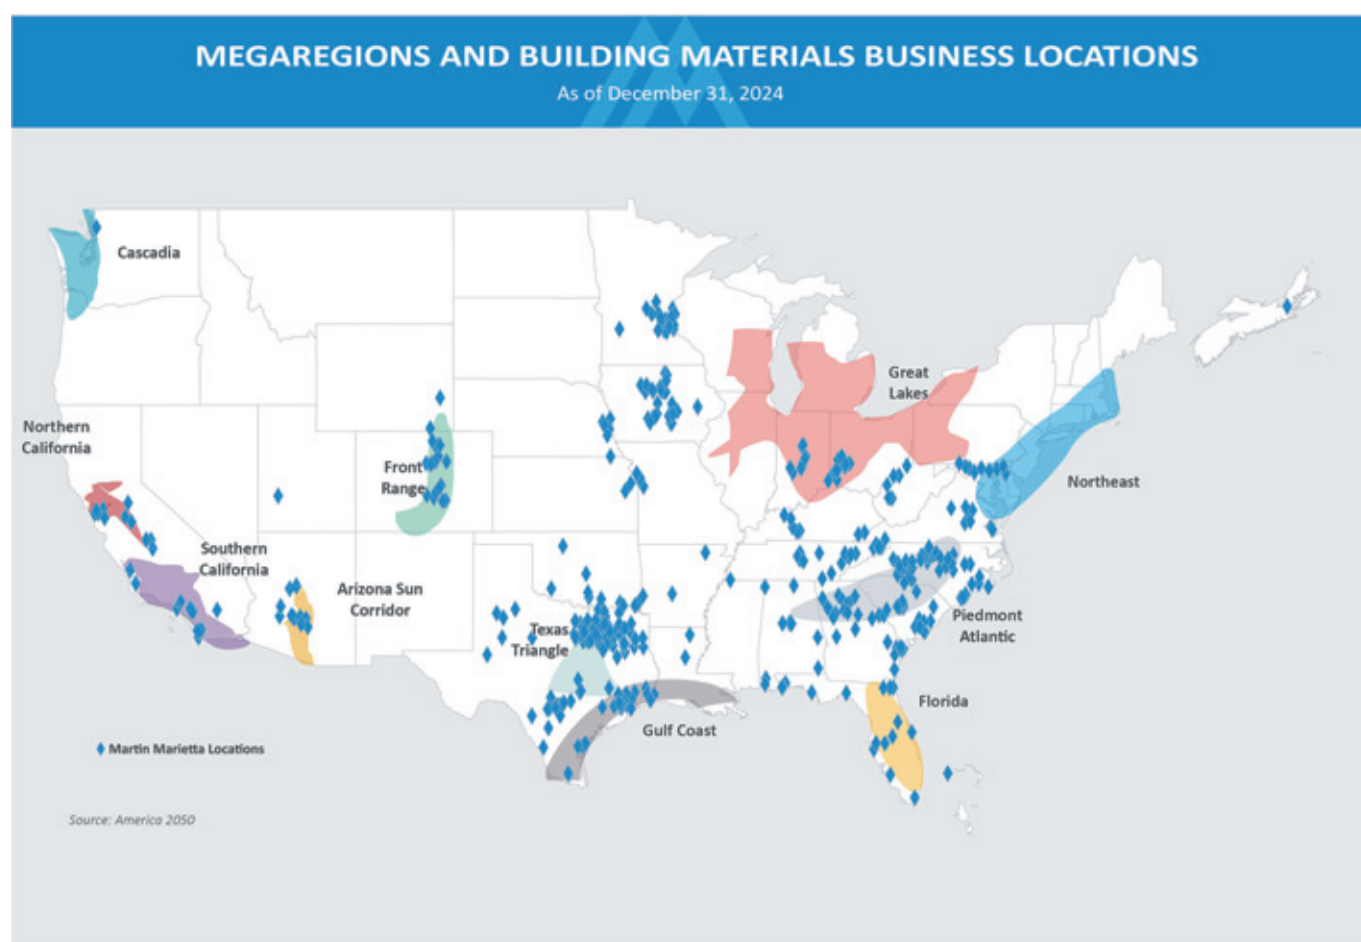 MEGAREGIONS AND BUILDING MATERIALS BUSINESS LOCATIONS
As of December 31, 2024
Cascadia
Great
Lakes
Northern
California
Front
Range
Northeast
Southern
California
Arizona Sun
Corridor
Piedmont
Atlantic
Texas
Triangle
Florida
Gulf Coast
Martin Marietta Locations
Source: America 2050